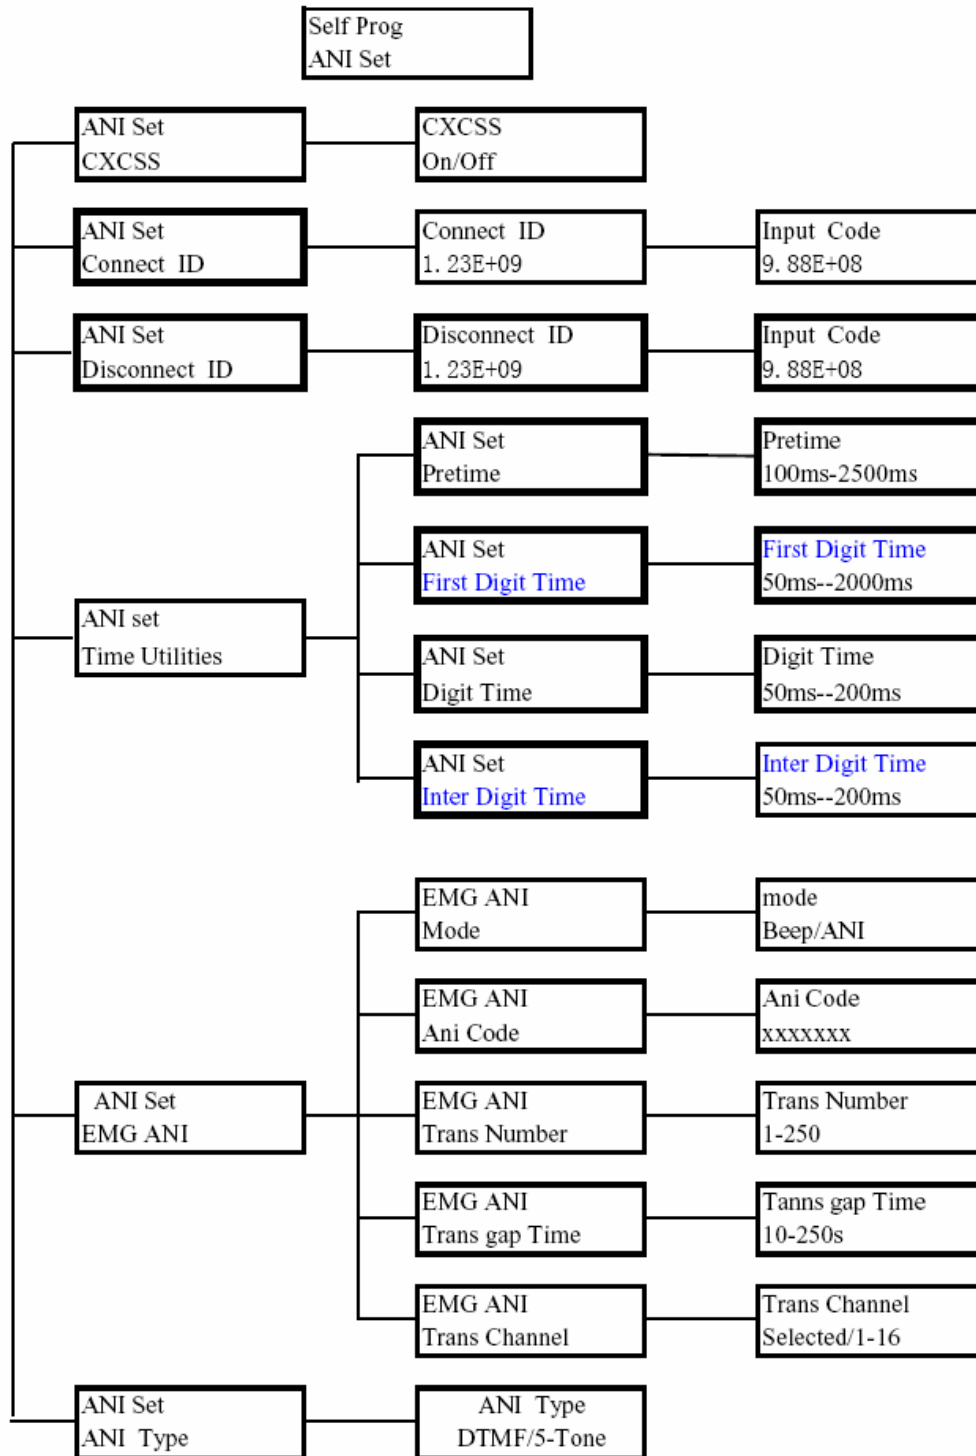 Self Prog
ANI Set
ANI Set
CXCSS
CXCSS
On/Off
ANI Set
Connect ID
Connect ID
1.23E+09
Input Code
9.88E+08
ANI Set
Disconnect ID
Disconnect ID
1.23E+09
Input Code
9.88E+08
ANI set
Time Utilities
ANI Set
Pretime
Pretime
100ms-2500ms
ANI Set
First Digit Time
First Digit Time
50ms--2000ms
ANI Set
Digit Time
Digit Time
50ms--200ms
ANI Set
Inter Digit Time
Inter Digit Time
50ms--200ms
ANI Set
EMG ANI
EMG ANI
Mode
mode
Beep/ANI
EMG ANI
Ani Code
Ani Code
xxxxxxx
EMG ANI
Trans Number
Trans Number
1-250
EMG ANI
Trans gap Time
Tanns gap Time
10-250s
EMG ANI
Trans Channel
Trans Channel
Selected/1-16
ANI Set
ANI Type
ANI Type
DTMF/5-Tone